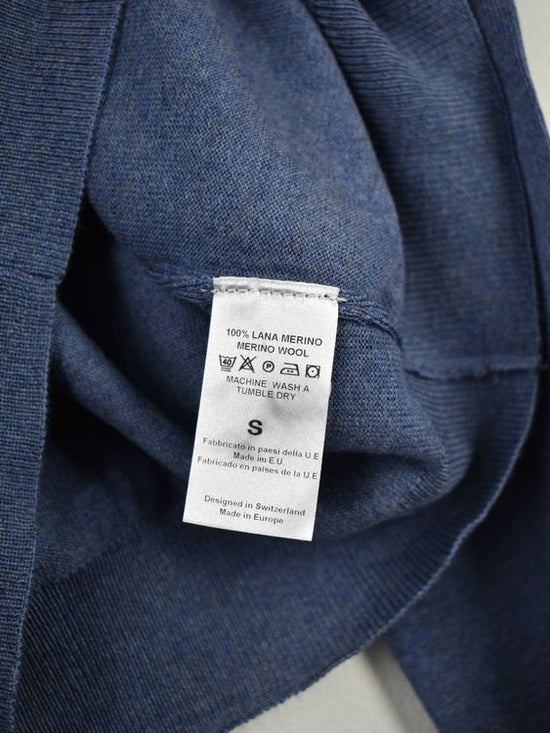 100% LANA MERINO
MERINO WOOL
40 P
MACHINE WASH A
TUMBLE DRY
S
Fabbricato in paesi della U.E
Made im E.U.
Fabricado en paises de la U.E
Designed in Switzerland
Made in Europe